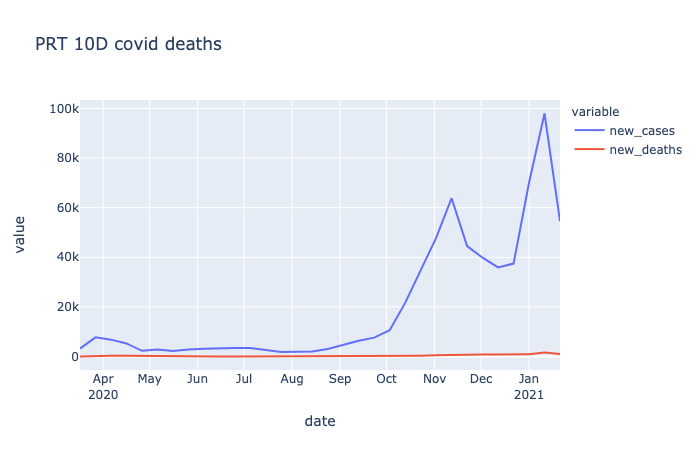 PRT 10D covid deaths
variable
new_cases
new_deaths
value
100k
80k
60k
40k
20k
0
Apr May Jun Jul Aug Sep Oct Nov Dec Jan
2020 2021
date